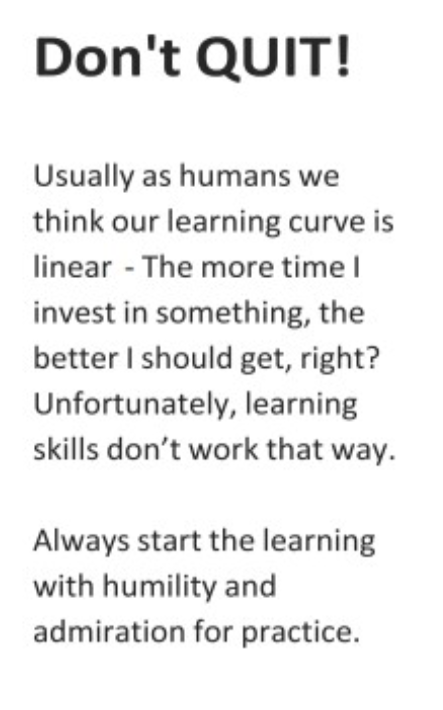 Don't QUIT!
Usually as humans we
think our learning curve is
linear - The more time I
invest in something, the
better I should get, right?
Unfortunately, learning
skills don’t work that way.
Always start the learning
with humility and
admiration for practice.